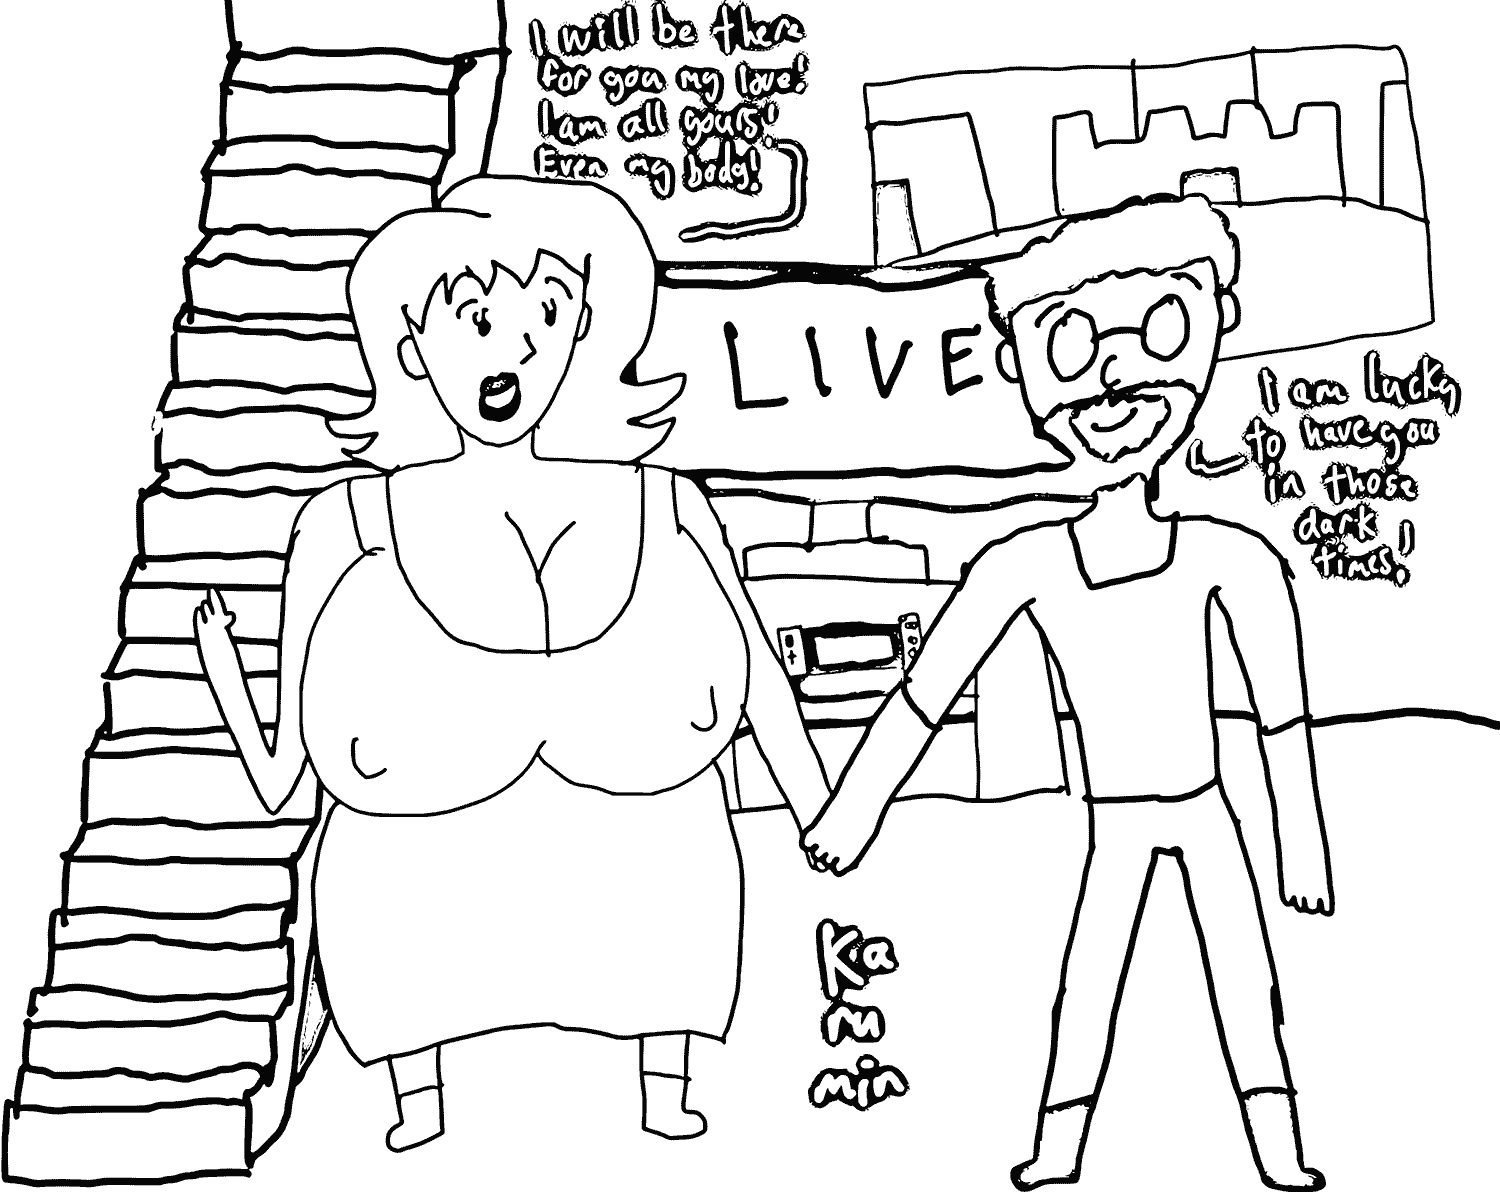 I will be there
for you my love!
I am all yours!
Even my body!
LIVE
I am lucky
to have you
in those
dark
times!
Ka
ru
min